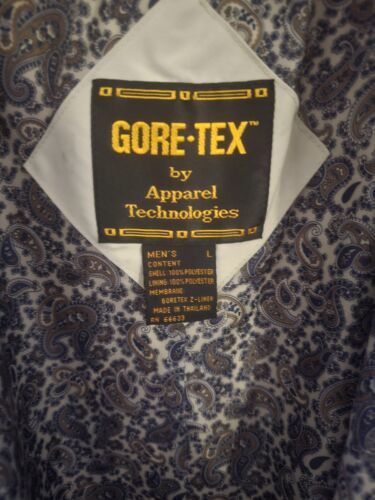 GORE-TEX™
by
Apparel
Technologies
MEN'S L
CONTENT
SHELL 100% POLYESTER
LINING 100% POLYESTER
MEMBRANE
GORETEX Z-LINER
MADE IN THAILAND
RN 66633